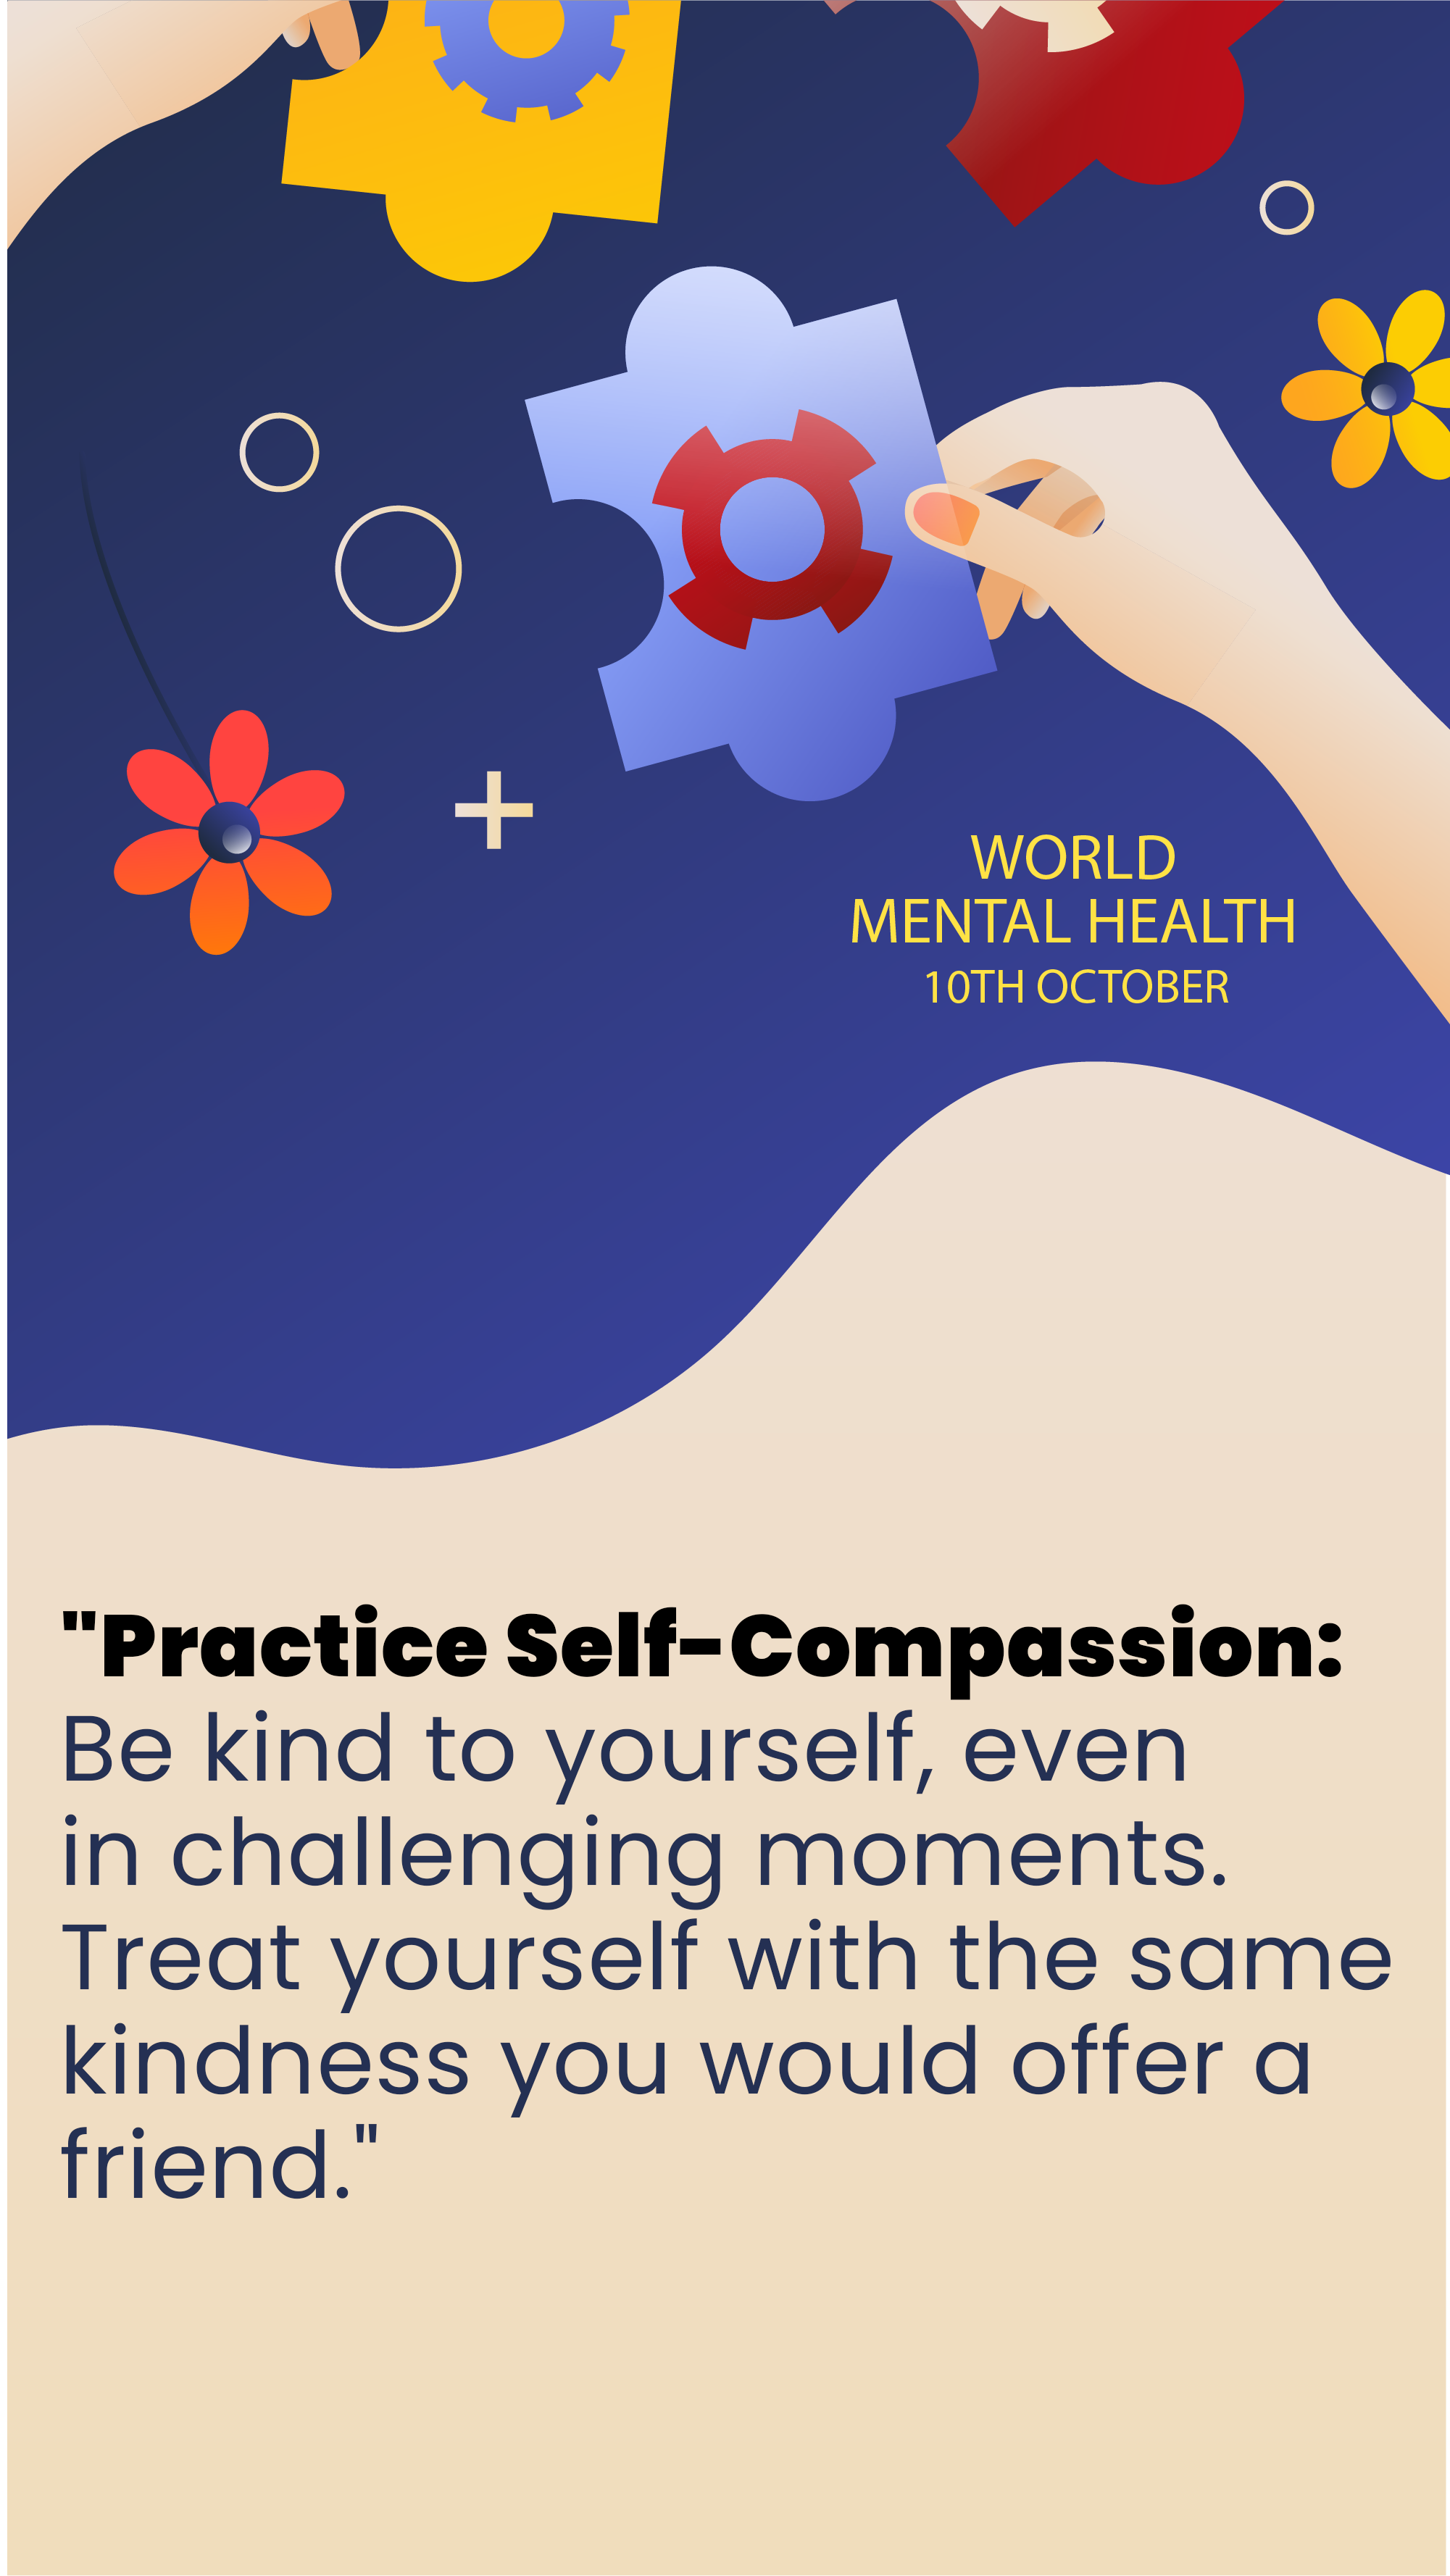 WORLD
MENTAL HEALTH
10TH OCTOBER
"Practice Self-Compassion:
Be kind to yourself, even
in challenging moments.
Treat yourself with the same
kindness you would offer a
friend."